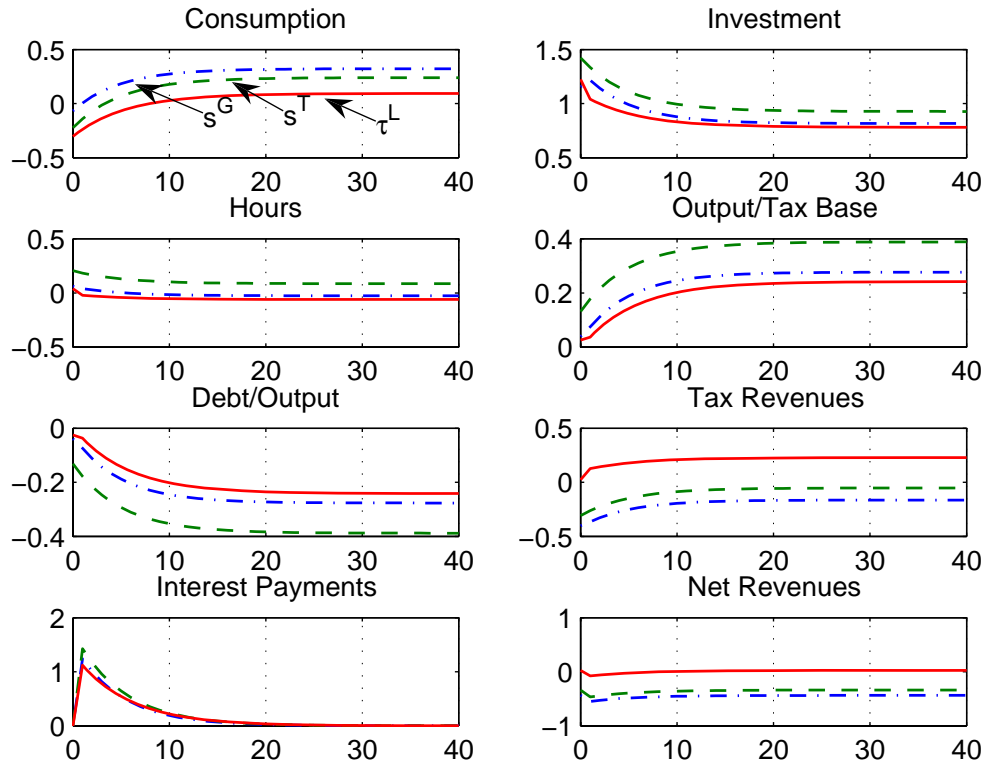 Consumption
0.5
0
−0.5
0 10 20 30 40
s^G
s^T
τ^L
Investment
1.5
1
0.5
0 10 20 30 40
Hours
0.5
0
−0.5
0 10 20 30 40
Output/Tax Base
0.4
0.2
0
0 10 20 30 40
Debt/Output
0
−0.2
−0.4
0 10 20 30 40
Tax Revenues
0.5
0
−0.5
0 10 20 30 40
Interest Payments
2
1
0
0 10 20 30 40
Net Revenues
1
0
−1
0 10 20 30 40